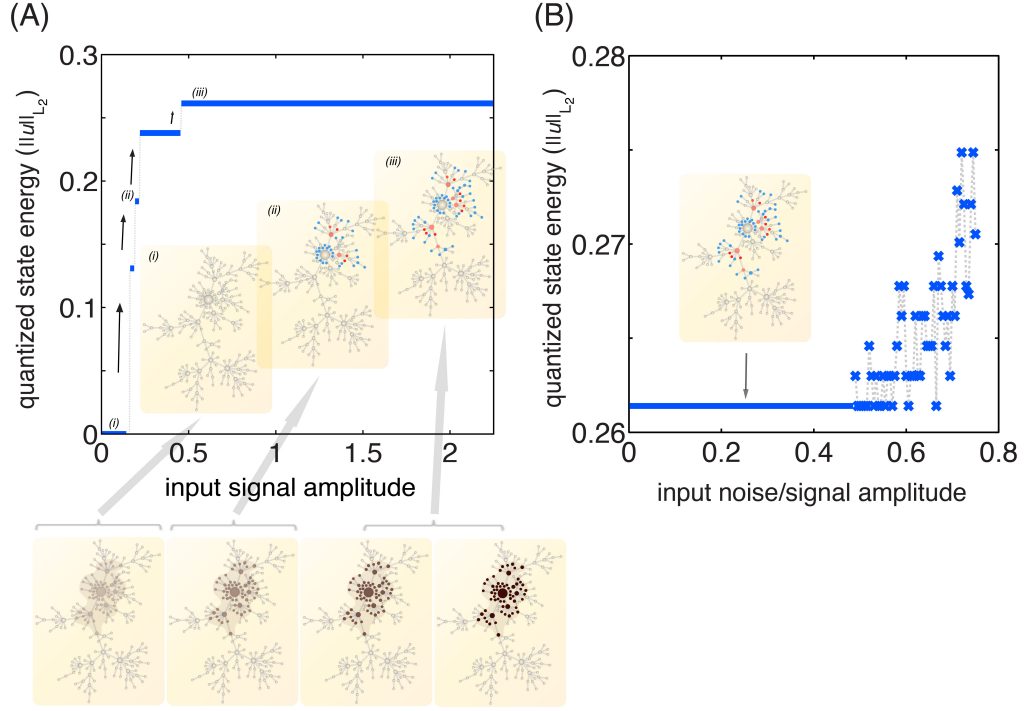 (A)
quantized state energy (||u||L₂)
0.3
0.2
0.1
0
(i)
(ii)
(iii)
(i)
(ii)
(iii)
0
0.5
1
1.5
2
input signal amplitude
(B)
quantized state energy (||u||L₂)
0.28
0.27
0.26
0
0.2
0.4
0.6
0.8
input noise/signal amplitude